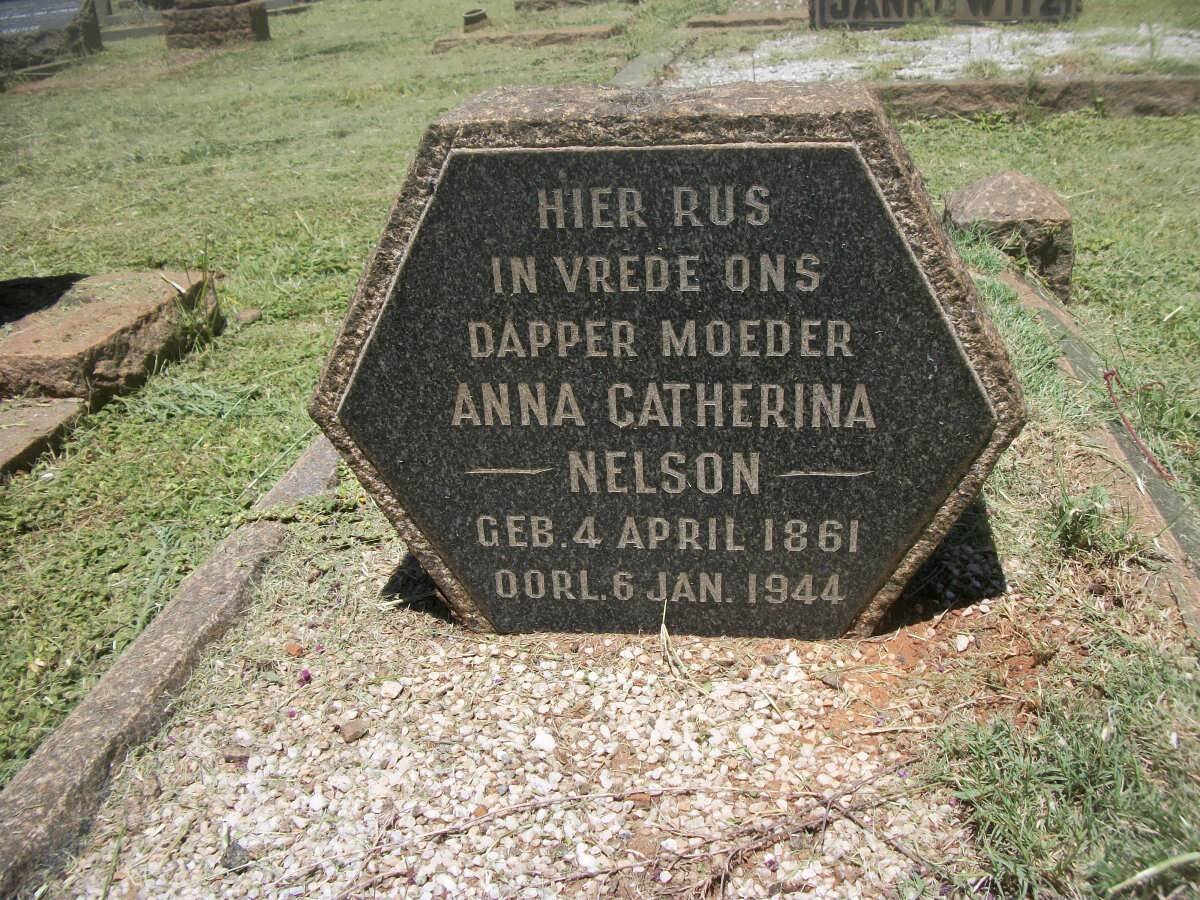 HIER RUS
IN VREDE ONS
DAPPER MOEDER
ANNA CATHERINA
NELSON
GEB. 4 APRIL 1861
OORL. 6 JAN. 1944